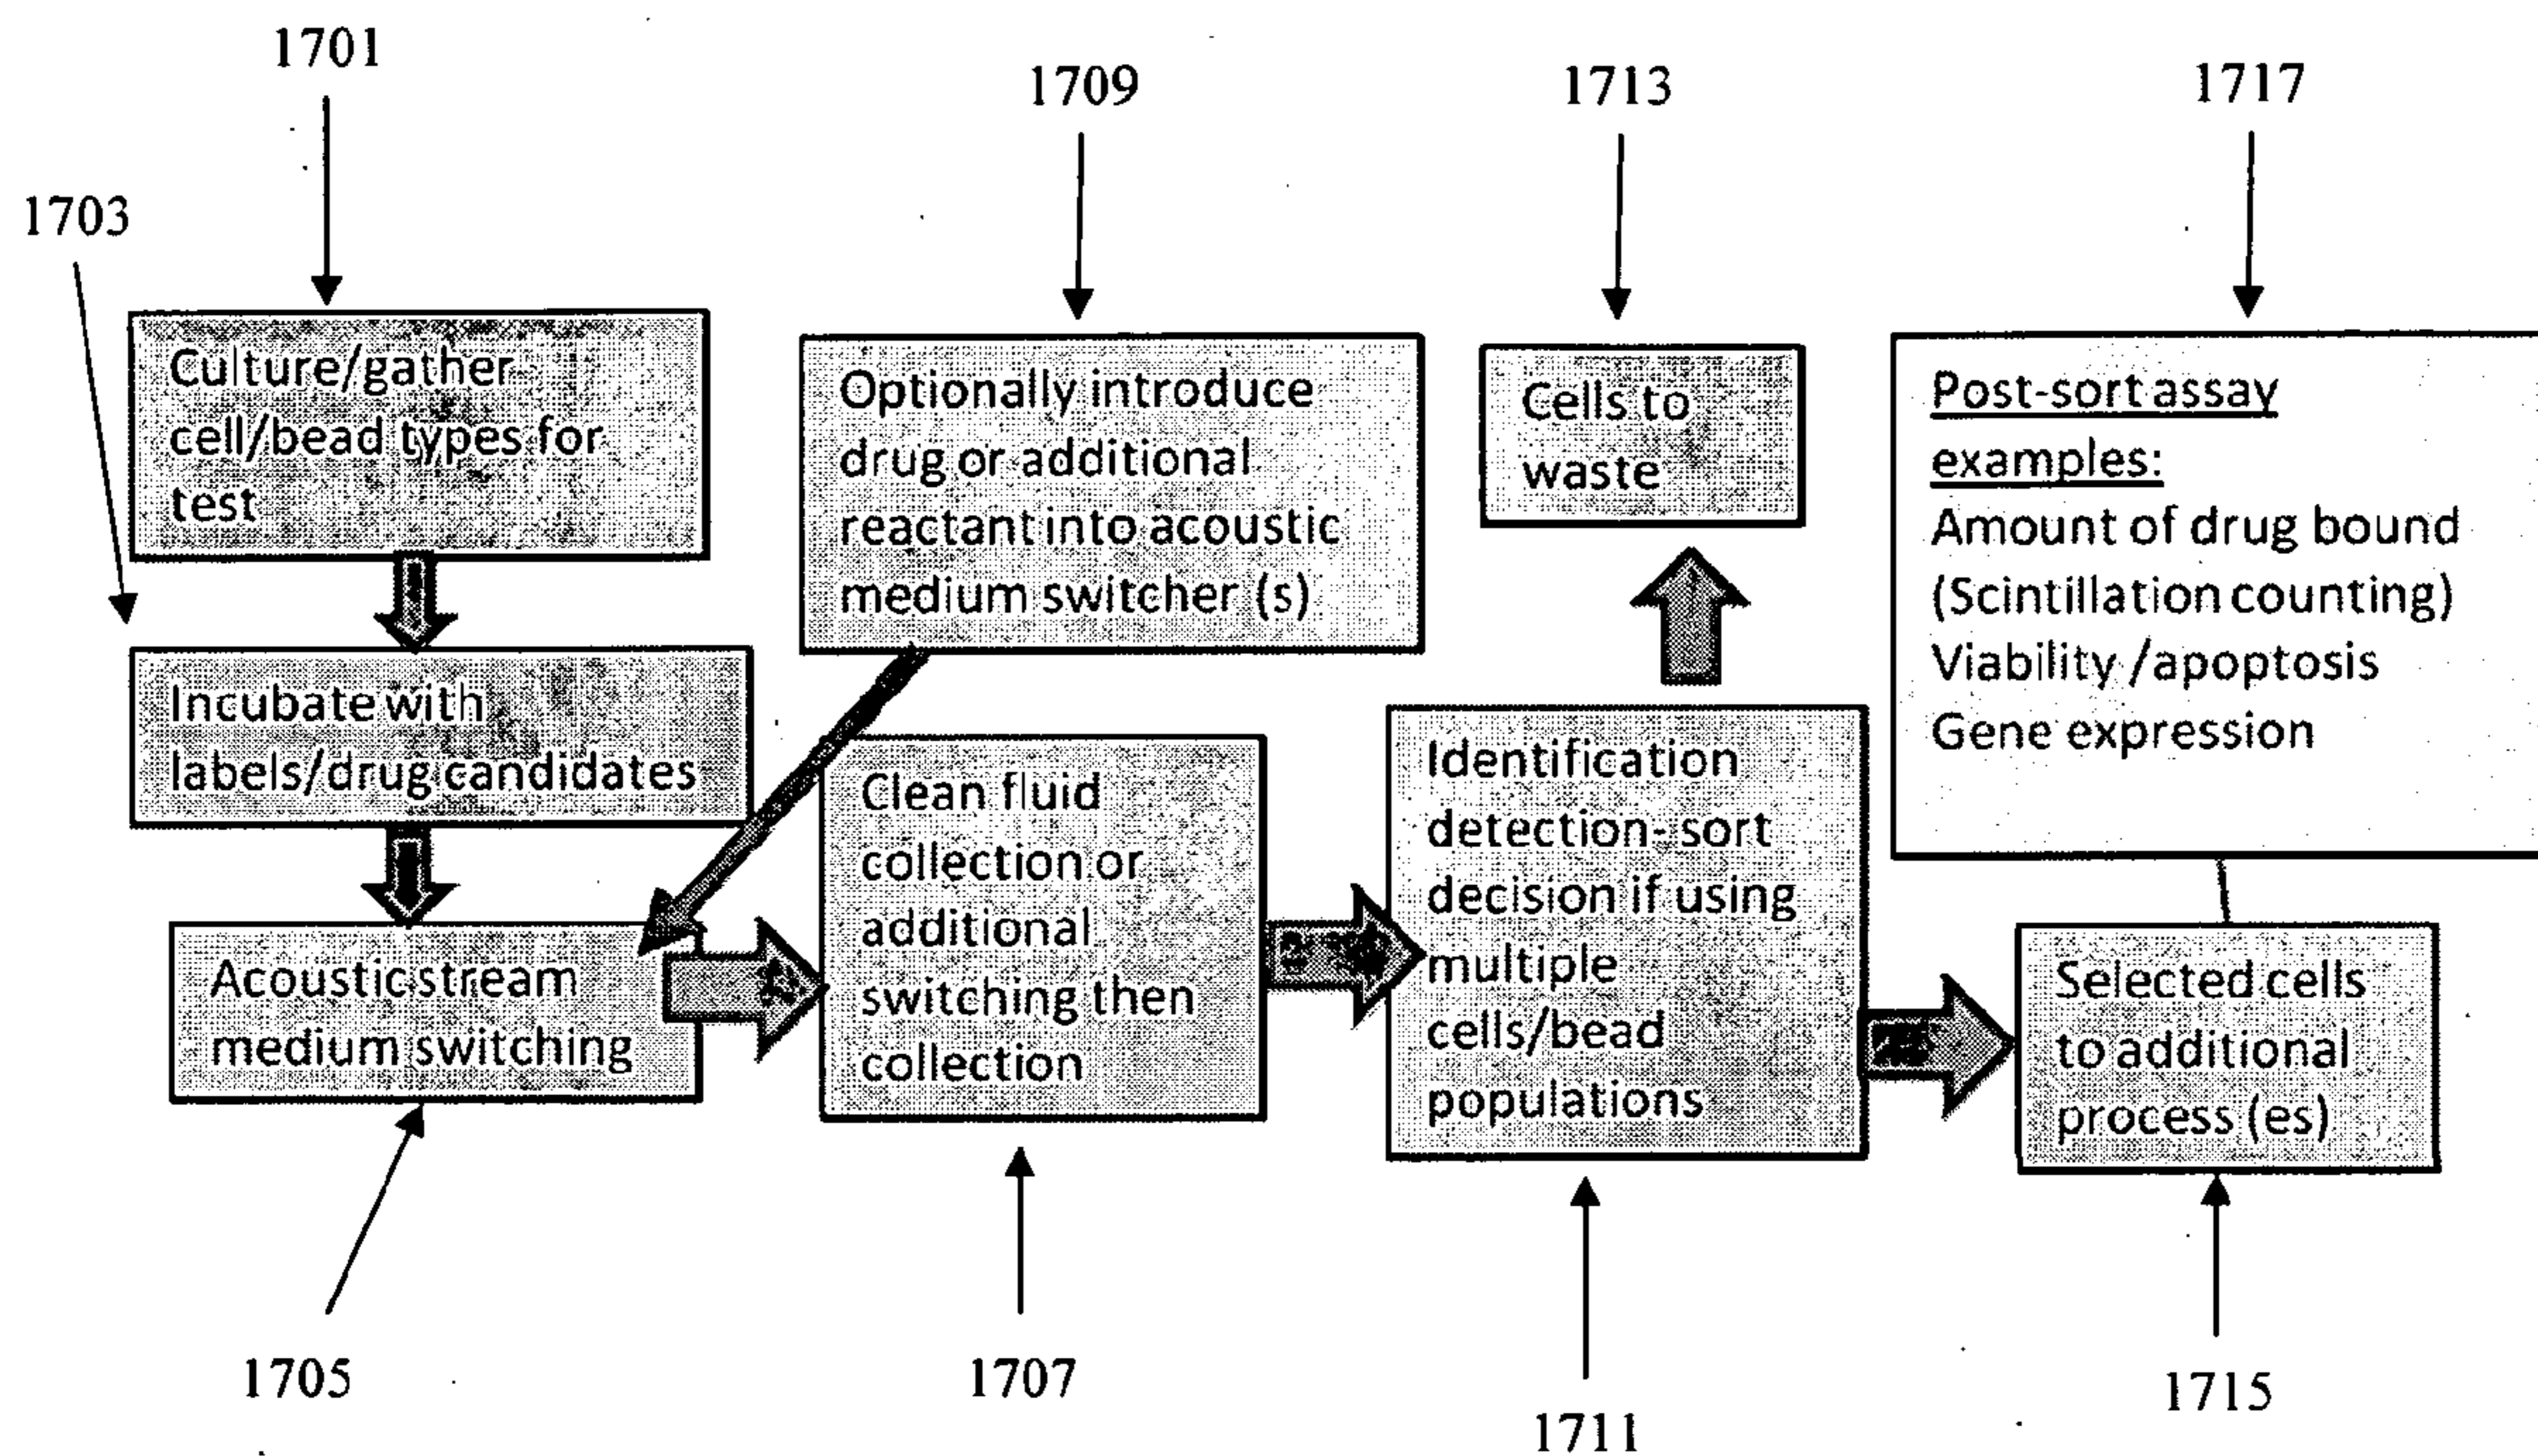 1701
1709
1713
1717
1703
Culture/gather
cell/bead types for
test
Incubate with
labels/drug candidates
Acoustic stream
medium switching
Optionally introduce
drug or additional
reactant into acoustic
medium switcher (s)
Clean fluid
collection or
additional
switching then
collection
Cells to
waste
Identification
detection- sort
decision if using
multiple
cells/bead
populations
Post-sort assay
examples:
Amount of drug bound
(Scintillation counting)
Viability /apoptosis
Gene expression
Selected cells
to additional
process (es)
1705
1707
1711
1715